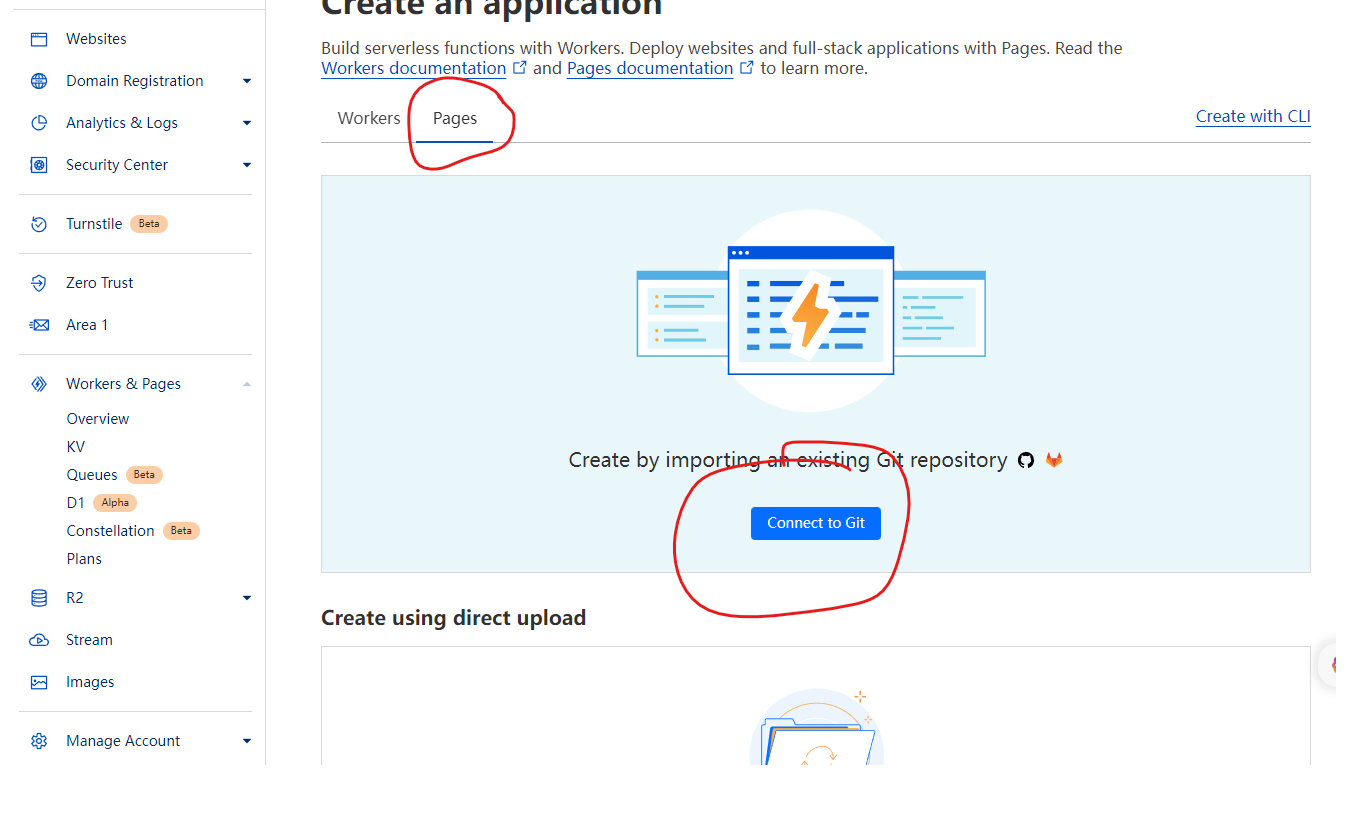 Create an application
Websites
Build serverless functions with Workers. Deploy websites and full-stack applications with Pages. Read the
Workers documentation and Pages documentation to learn more.
Domain Registration
Workers
Pages
Create with CLI
Analytics & Logs
Security Center
Turnstile Beta
Zero Trust
Area 1
Workers & Pages
Overview
KV
Queues Beta
D1 Alpha
Constellation Beta
Plans
R2
Stream
Images
Manage Account
Create by importing an existing Git repository
Connect to Git
Create using direct upload